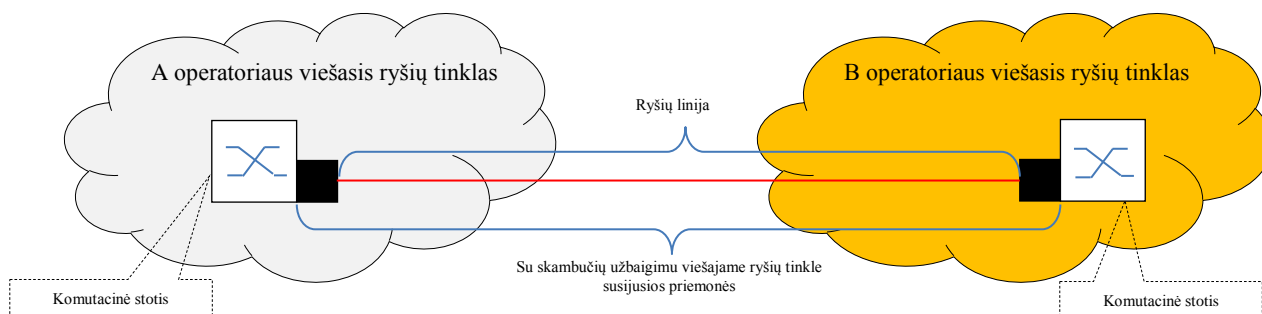 A operatoriaus viešasis ryšių tinklas
B operatoriaus viešasis ryšių tinklas
Ryšių linija
Su skambučių užbaigimu viešajame ryšių tinkle
susijusios priemonės
Komutacinė stotis
Komutacinė stotis